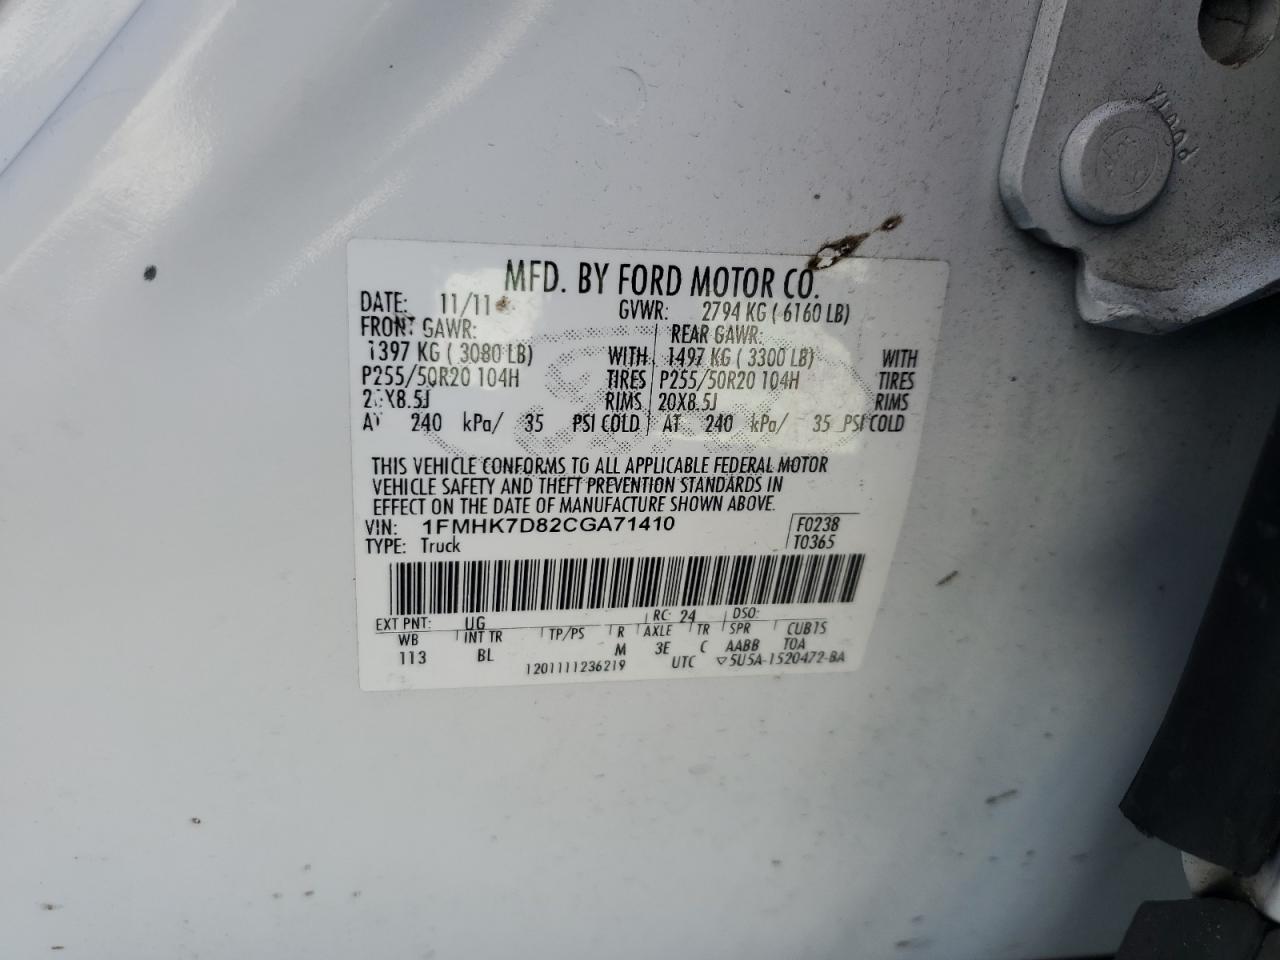 MFD. BY FORD MOTOR CO.
DATE: 11/11 GVWR: 2794 KG ( 6160 LB)
FRONT GAWR: REAR GAWR:
1397 KG ( 3080 LB) WITH 1497 KG ( 3300 LB) WITH
P255/50R20 104H TIRES P255/50R20 104H TIRES
20X8.5J RIMS 20X8.5J RIMS
AT 240 kPa/ 35 PSI COLD AT 240 kPa/ 35 PSI COLD
THIS VEHICLE CONFORMS TO ALL APPLICABLE FEDERAL MOTOR
VEHICLE SAFETY AND THEFT PREVENTION STANDARDS IN
EFFECT ON THE DATE OF MANUFACTURE SHOWN ABOVE.
VIN: 1FMHK7D82CGA71410 F0238
TYPE: Truck T0365
EXT PNT: UG RC: 24 DSO:
WB INT TR TP/PS R AXLE TR SPR CUBTS
113 BL M 3E C AABB TOA
1201111236219 UTC ▽5U5A-1520472-BA